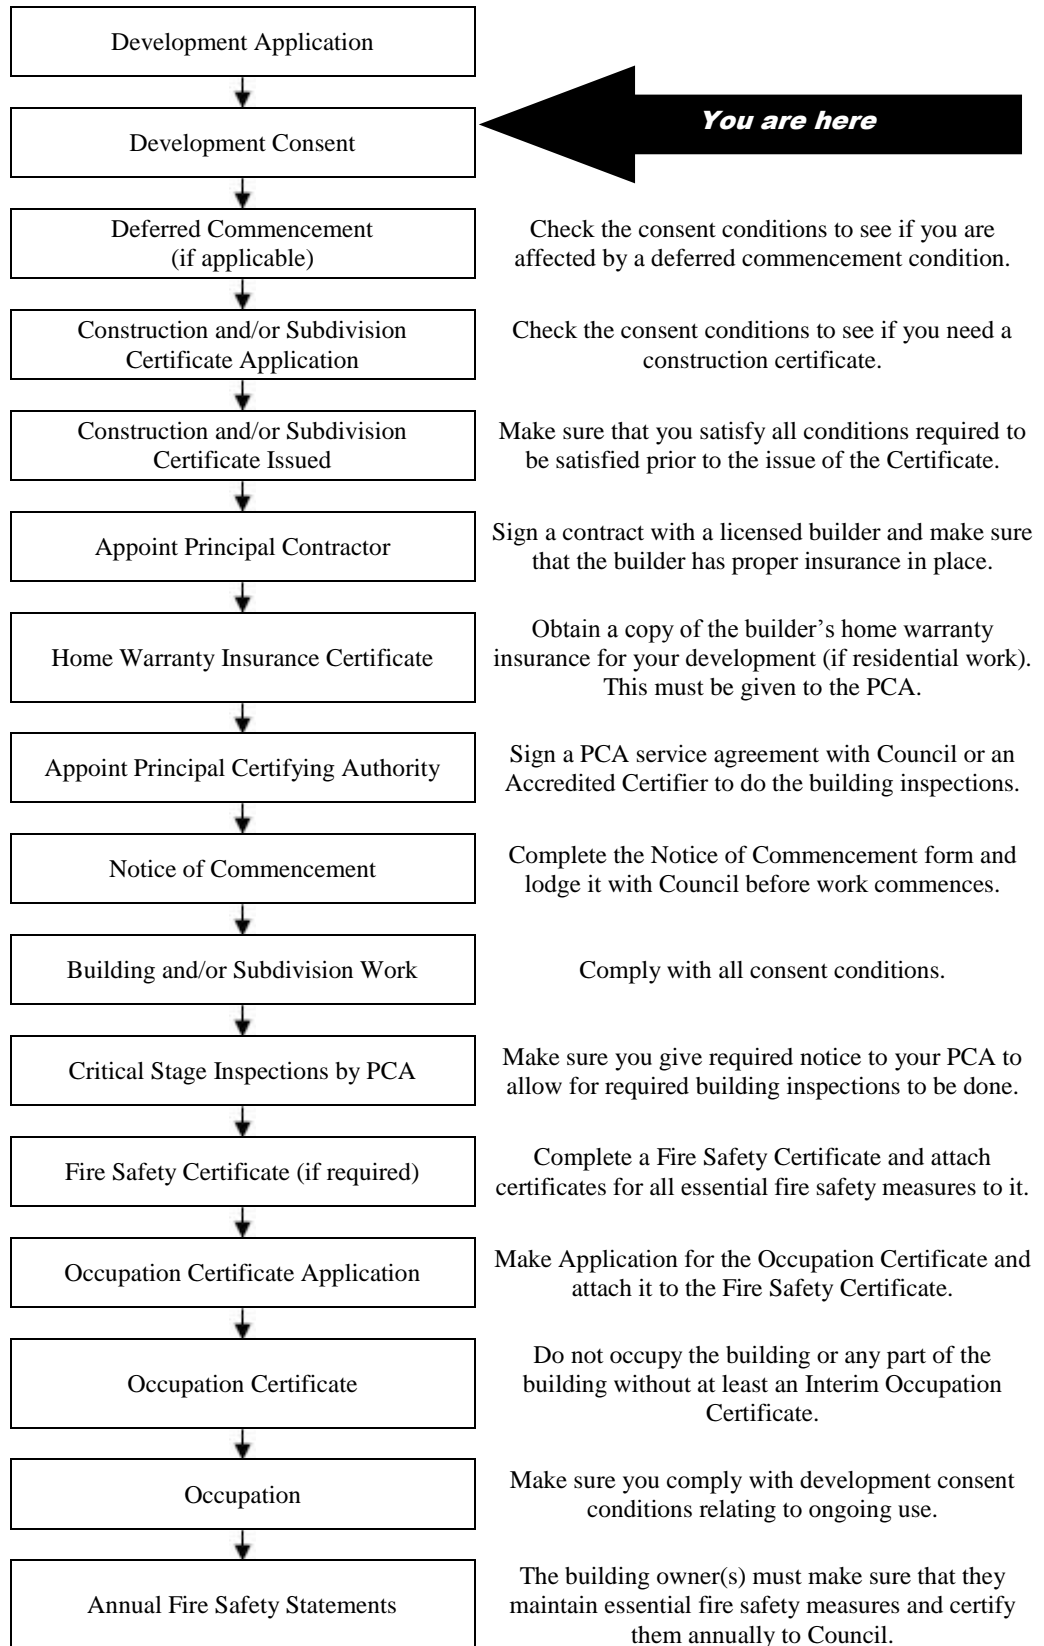 Development Application
Development Consent
You are here
Deferred Commencement
(if applicable)
Check the consent conditions to see if you are
affected by a deferred commencement condition.
Construction and/or Subdivision
Certificate Application
Check the consent conditions to see if you need a
construction certificate.
Construction and/or Subdivision
Certificate Issued
Make sure that you satisfy all conditions required to
be satisfied prior to the issue of the Certificate.
Appoint Principal Contractor
Sign a contract with a licensed builder and make sure
that the builder has proper insurance in place.
Home Warranty Insurance Certificate
Obtain a copy of the builder’s home warranty
insurance for your development (if residential work).
This must be given to the PCA.
Appoint Principal Certifying Authority
Sign a PCA service agreement with Council or an
Accredited Certifier to do the building inspections.
Notice of Commencement
Complete the Notice of Commencement form and
lodge it with Council before work commences.
Building and/or Subdivision Work
Comply with all consent conditions.
Critical Stage Inspections by PCA
Make sure you give required notice to your PCA to
allow for required building inspections to be done.
Fire Safety Certificate (if required)
Complete a Fire Safety Certificate and attach
certificates for all essential fire safety measures to it.
Occupation Certificate Application
Make Application for the Occupation Certificate and
attach it to the Fire Safety Certificate.
Occupation Certificate
Do not occupy the building or any part of the
building without at least an Interim Occupation
Certificate.
Occupation
Make sure you comply with development consent
conditions relating to ongoing use.
Annual Fire Safety Statements
The building owner(s) must make sure that they
maintain essential fire safety measures and certify
them annually to Council.